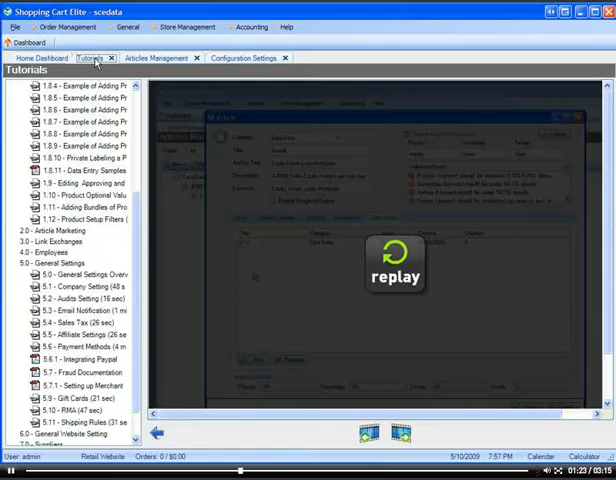 Shopping Cart Elite - scedata
File Order Management General Store Management Accounting Help
Dashboard
Home Dashboard Tutorials Articles Management Configuration Settings
Tutorials
1.8.4 - Example of Adding Pr
1.8.5 - Example of Adding Pr
1.8.6 - Example of Adding Pr
1.8.7 - Example of Adding Pr
1.8.8 - Example of Adding Pr
1.8.9 - Example of Adding Pr
1.8.10 - Private Labeling a P
1.8.11 - Data Entry Samples
1.9 - Editing Approving and
1.10 - Product Optional Value
1.11 - Adding Bundles of Pro
1.12 - Product Setup Filters (
2.0 - Article Marketing
3.0 - Link Exchanges
4.0 - Emails
5.0 - General Settings
5.0 - General Settings Overv
5.1 - Company Setting (48 s
5.2 - Audits Setting (16 sec)
5.3 - Email Notification (1 mi
5.4 - Sales Tax (26 sec)
5.5 - Affiliate Settings (26 sec
5.6 - Payment Methods (4 m
5.6.1 - Integrating Paypal
5.7 - Fraud Documentation
5.7.1 - Setting up Merchant
5.9 - Gift Cards (21 sec)
5.10 - RMA (47 sec)
5.11 - Shipping Rules (31 sec
6.0 - General Website Setting
7.0 - Suppliers
Article
replay
User: admin Retail Website Orders: 0 / $0.00 5/10/2009 7:57 PM Calendar Calculator
01:23 / 03:15